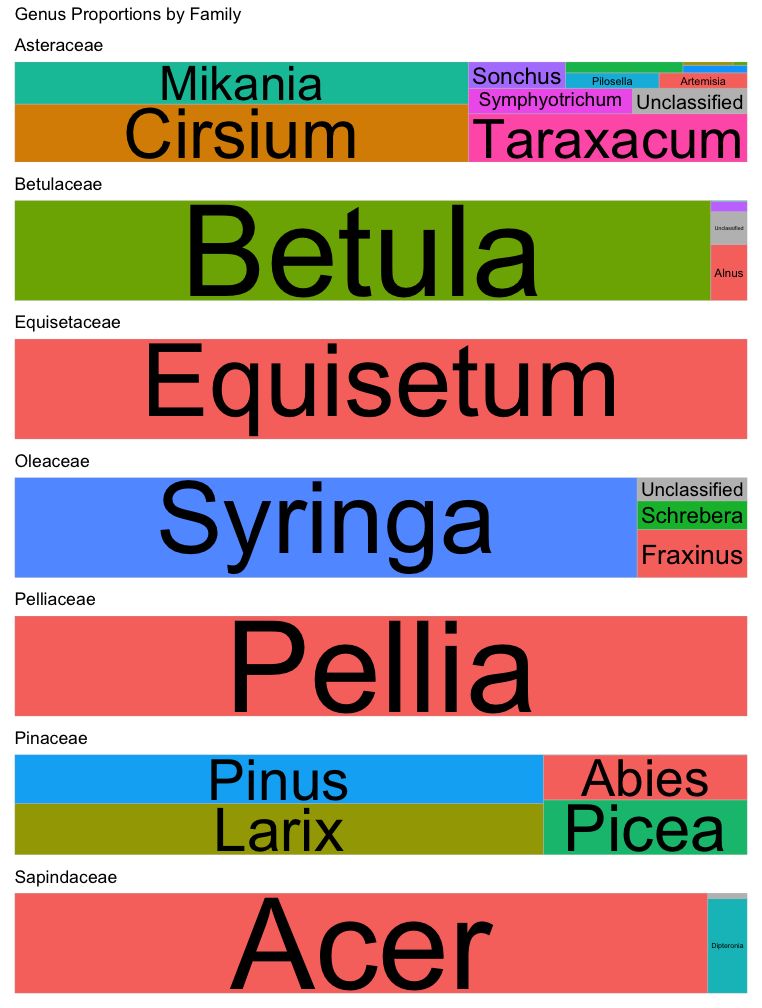 Genus Proportions by Family
Asteraceae
Mikania
Sonchus
Pilosella
Artemisia
Symphyotrichum
Unclassified
Cirsium
Taraxacum
Betulaceae
Betula
Unclassified
Alnus
Equisetaceae
Equisetum
Oleaceae
Syringa
Unclassified
Schrebera
Fraxinus
Pelliaceae
Pellia
Pinaceae
Pinus
Abies
Larix
Picea
Sapindaceae
Acer
Dipteronia